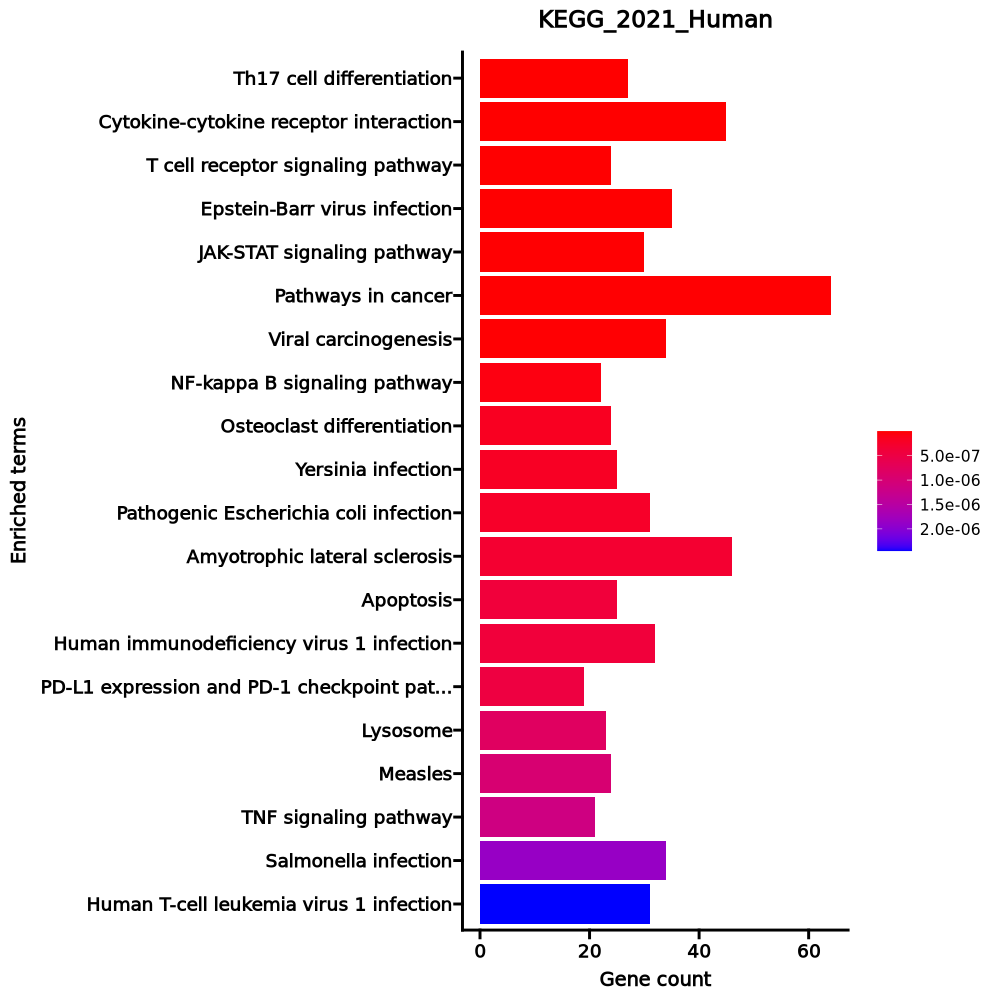 KEGG_2021_Human
Th17 cell differentiation
Cytokine-cytokine receptor interaction
T cell receptor signaling pathway
Epstein-Barr virus infection
JAK-STAT signaling pathway
Pathways in cancer
Viral carcinogenesis
NF-kappa B signaling pathway
Osteoclast differentiation
Yersinia infection
Pathogenic Escherichia coli infection
Amyotrophic lateral sclerosis
Apoptosis
Human immunodeficiency virus 1 infection
PD-L1 expression and PD-1 checkpoint pat...
Lysosome
Measles
TNF signaling pathway
Salmonella infection
Human T-cell leukemia virus 1 infection
Enriched terms
0 20 40 60
Gene count
5.0e-07
1.0e-06
1.5e-06
2.0e-06